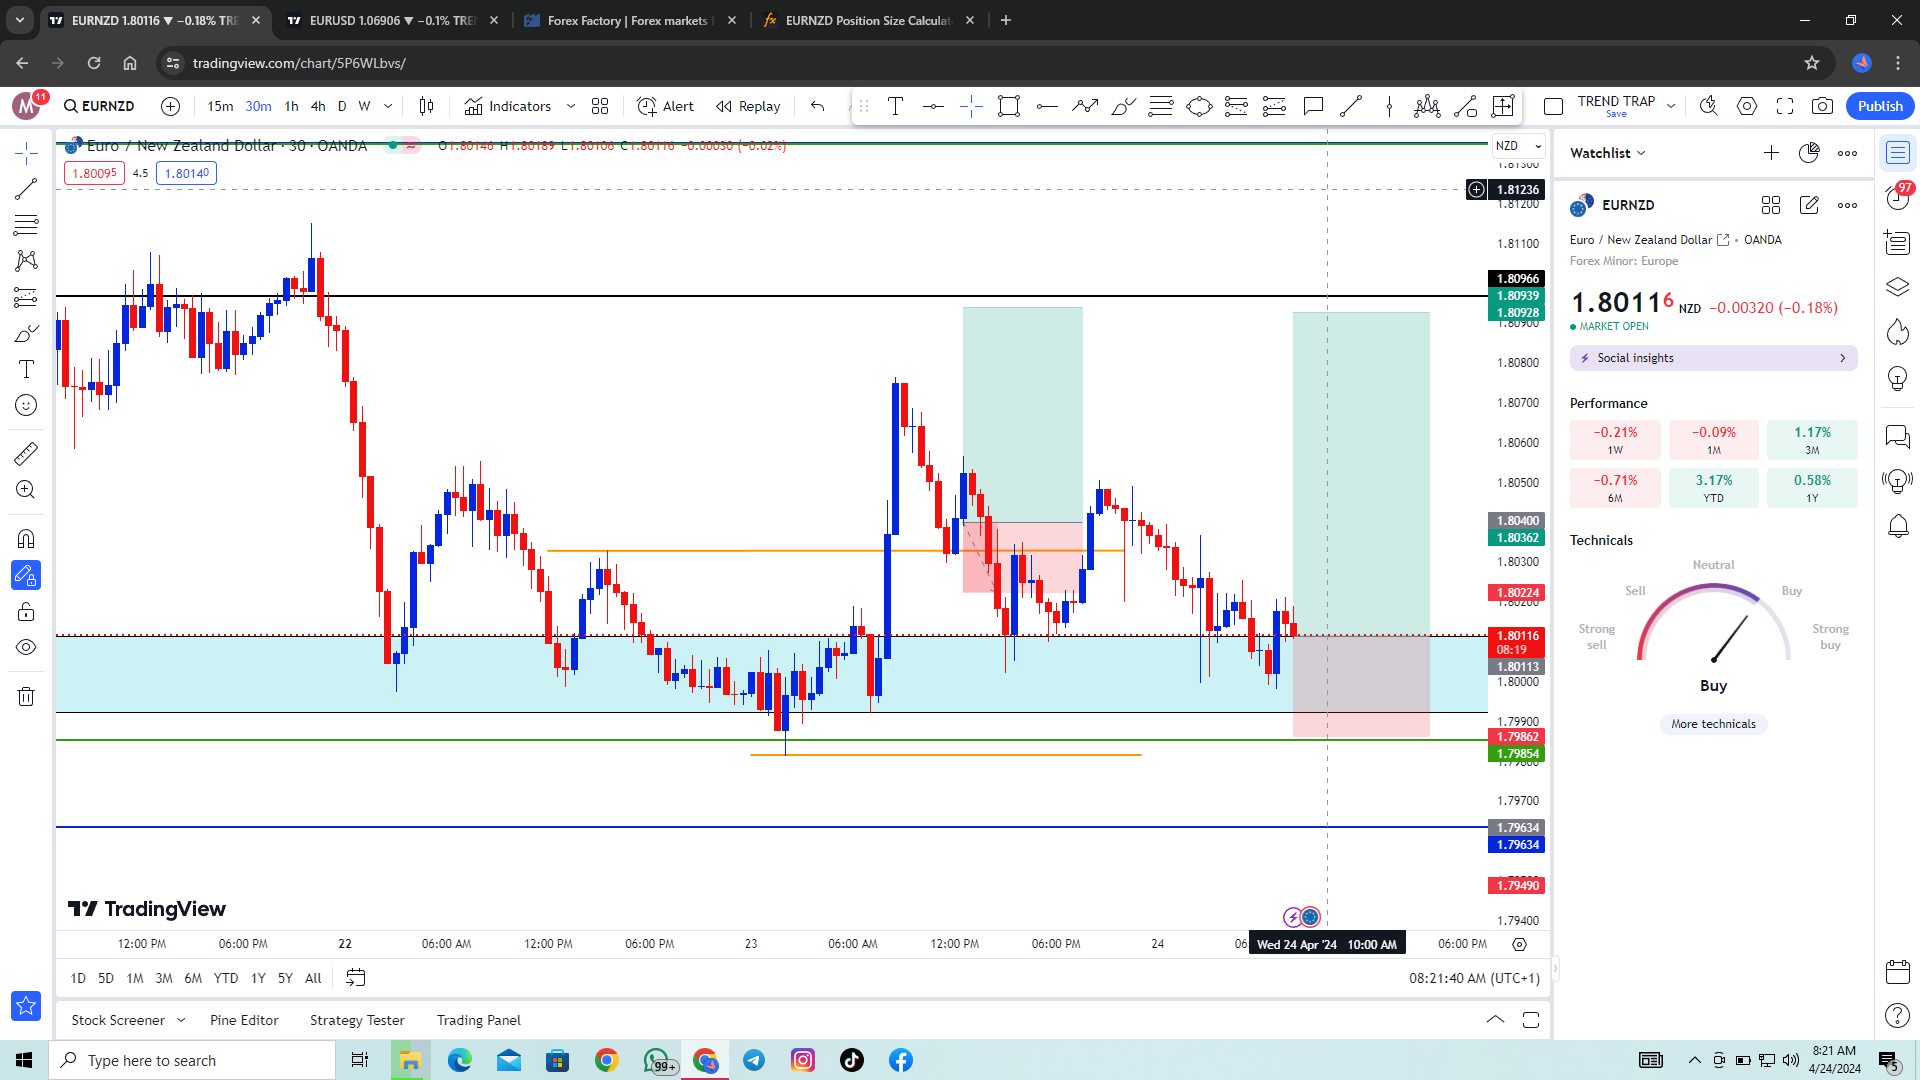 EURNZD 1.80116 ▼ −0.18% TRE
EURUSD 1.06906 ▼ −0.1% TRE
Forex Factory | Forex markets f
EURNZD Position Size Calculat
tradingview.com/chart/5P6WLbvs/
M 11
EURNZD
15m 30m 1h 4h D W
Indicators
Alert
Replay
TREND TRAP
Save
Publish
Euro / New Zealand Dollar · 30 · OANDA
O1.80146 H1.80189 L1.80106 C1.80116 −0.00030 (−0.02%)
1.80095 4.5 1.80140
NZD
1.81300
1.81236
1.81200
1.81100
1.80966
1.80939
1.80928
1.80900
1.80800
1.80700
1.80600
1.80500
1.80400
1.80362
1.80300
1.80224
1.80200
1.80116
08:19
1.80113
1.80000
1.79900
1.79862
1.79854
1.79800
1.79700
1.79634
1.79634
1.79490
1.79400
TradingView
12:00 PM 06:00 PM 22 06:00 AM 12:00 PM 06:00 PM 23 06:00 AM 12:00 PM 06:00 PM 24 06: Wed 24 Apr '24 10:00 AM 06:00 PM
1D 5D 1M 3M 6M YTD 1Y 5Y All
08:21:40 AM (UTC+1)
Stock Screener Pine Editor Strategy Tester Trading Panel
Watchlist
EURNZD
Euro / New Zealand Dollar • OANDA
Forex Minor: Europe
1.80116 NZD −0.00320 (−0.18%)
MARKET OPEN
Social insights
Performance
−0.21% −0.09% 1.17%
1W 1M 3M
−0.71% 3.17% 0.58%
6M YTD 1Y
Technicals
Neutral
Sell Buy
Strong sell Strong buy
Buy
More technicals
97
Type here to search
99+
8:21 AM
4/24/2024
5